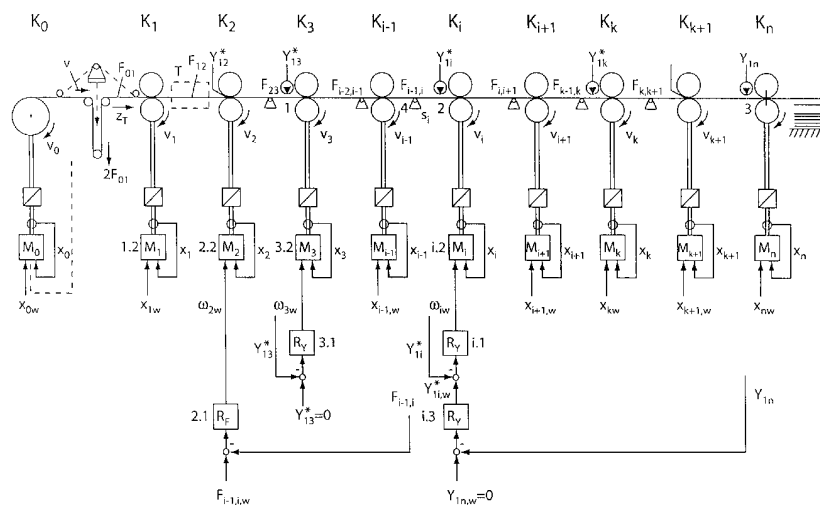 K0 K1 K2 K3 Ki-1 Ki Ki+1 Kk Kk+1 Kn
v F01 T F12 Y*i2 Y*13 Y*1i Y*1k Y1n
F23 Fi-2,i-1 Fi-1,i Fi,i+1 Fk-1,k Fk,k+1
zT 1 4 si 2 3
v0 v1 v2 v3 vi-1 vi vi+1 vk vk+1 vn
2F01
M0 x0 1.2 M1 x1 2.2 M2 x2 3.2 M3 x3 Mi-1 xi-1 i.2 Mi xi Mi+1 xi+1 Mk xk Mk+1 xk+1 Mn xn
x0w x1w ω2w ω3w xi-1,w ωiw xi+1,w xkw xk+1,w xnw
RY 3.1 RY i.1
Y*13 Y*1i
- -
Y*1i,w Fi-1,i Y1n
2.1 RF Y*13=0 i.3 RY
- -
Fi-1,i,w Y1n,w=0